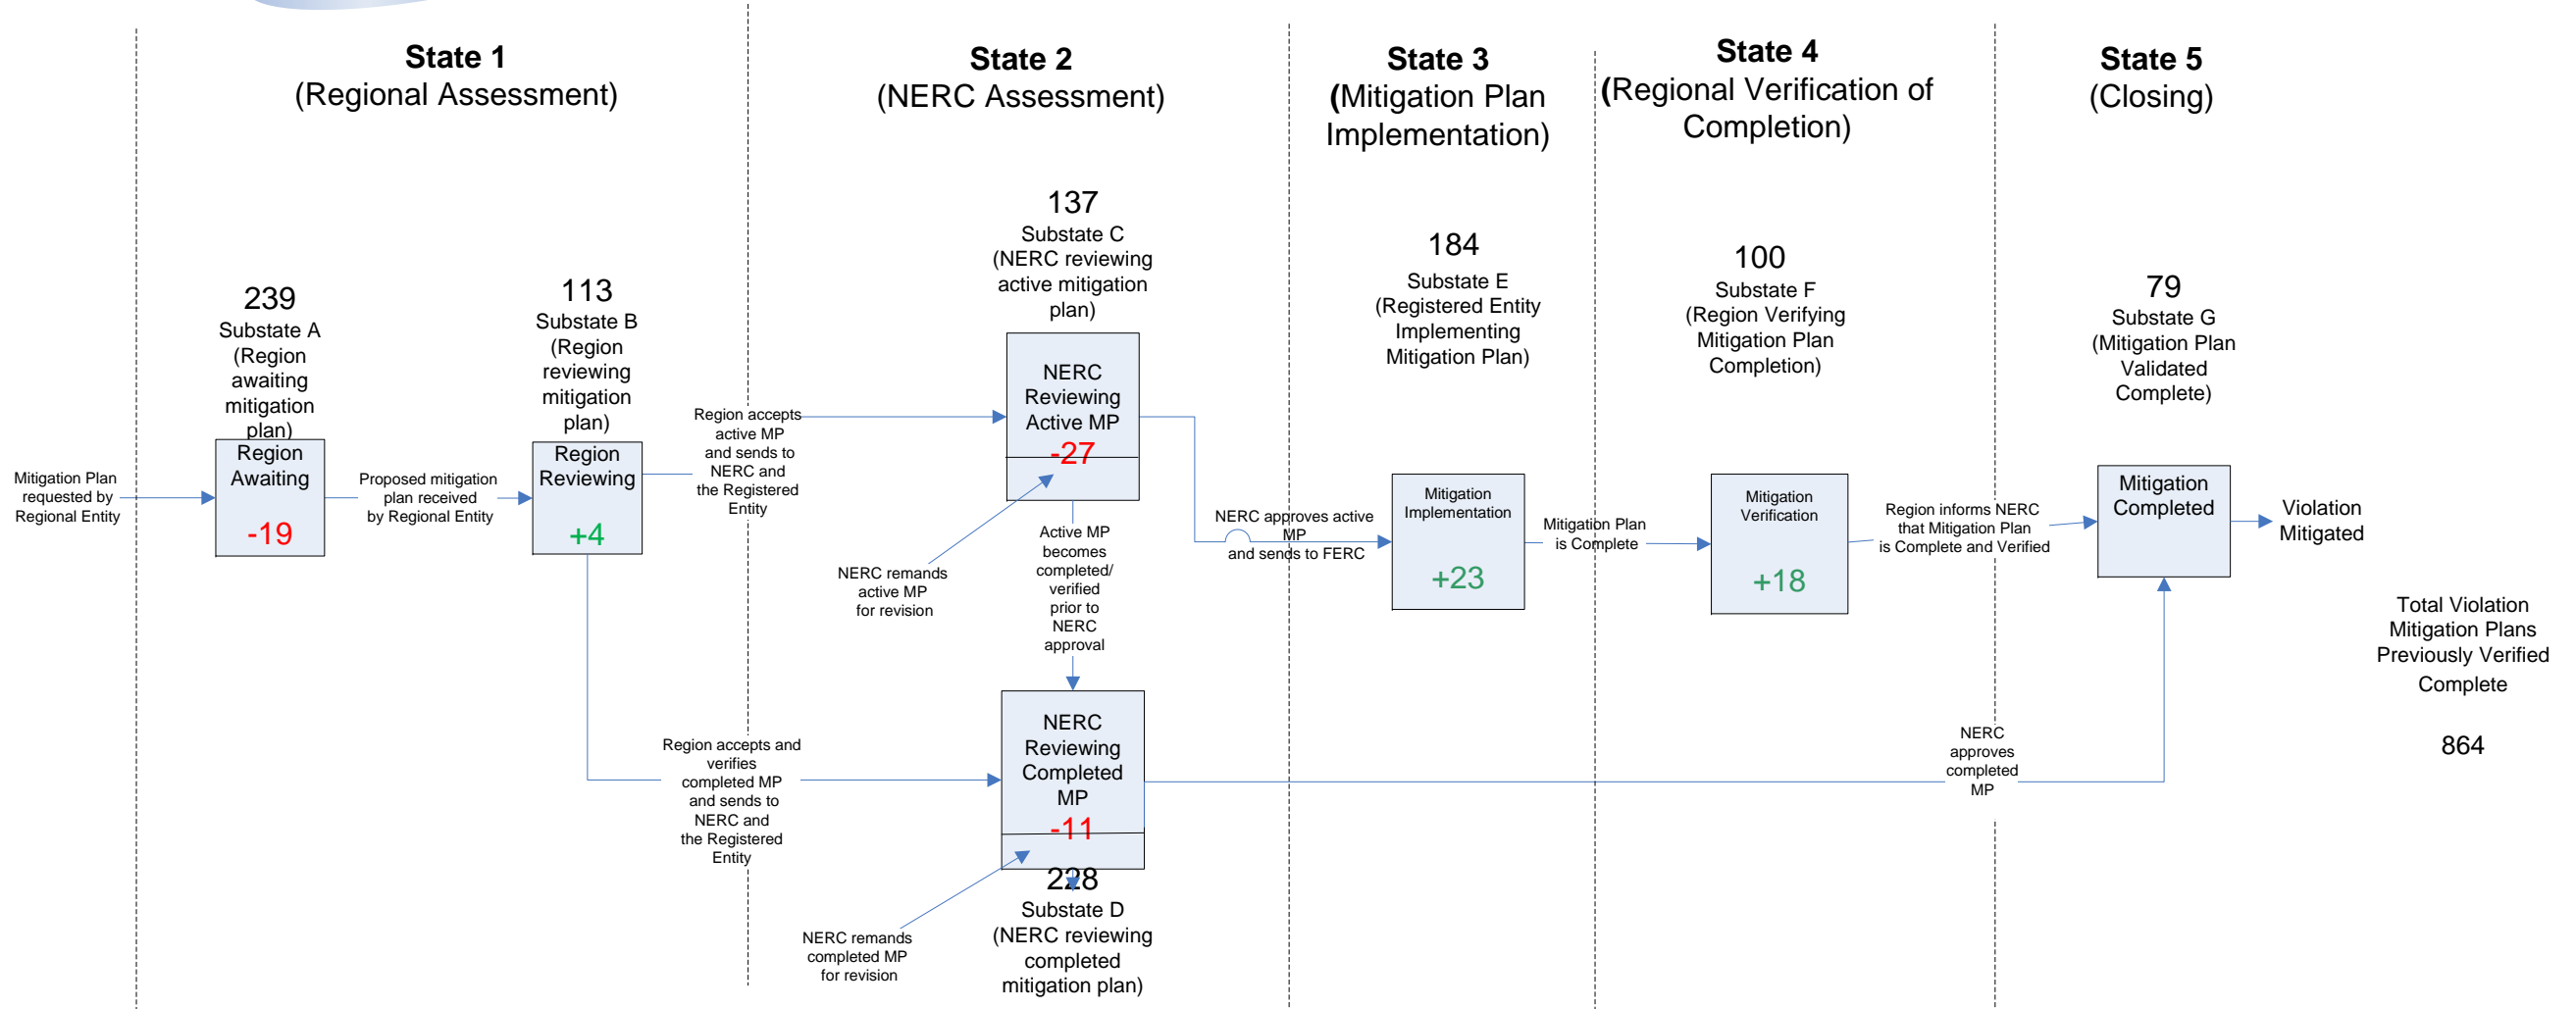 State 1
(Regional Assessment)
State 2
(NERC Assessment)
State 3
(Mitigation Plan
Implementation)
State 4
(Regional Verification of
Completion)
State 5
(Closing)
Mitigation Plan
requested by
Regional Entity
239
Substate A
(Region
awaiting
mitigation
plan)
Region
Awaiting
-19
Proposed mitigation
plan received
by Regional Entity
113
Substate B
(Region
reviewing
mitigation
plan)
Region
Reviewing
+4
Region accepts
active MP
and sends to
NERC and
the Registered
Entity
Region accepts and
verifies
completed MP
and sends to
NERC and
the Registered
Entity
137
Substate C
(NERC reviewing
active mitigation
plan)
NERC
Reviewing
Active MP
-27
NERC remands
active MP
for revision
Active MP
becomes
completed/
verified
prior to
NERC
approval
NERC
Reviewing
Completed
MP
-11
228
Substate D
(NERC reviewing
completed
mitigation plan)
NERC remands
completed MP
for revision
NERC approves active
MP
and sends to FERC
184
Substate E
(Registered Entity
Implementing
Mitigation Plan)
Mitigation
Implementation
+23
Mitigation Plan
is Complete
100
Substate F
(Region Verifying
Mitigation Plan
Completion)
Mitigation
Verification
+18
Region informs NERC
that Mitigation Plan
is Complete and Verified
NERC
approves
completed
MP
79
Substate G
(Mitigation Plan
Validated
Complete)
Mitigation
Completed
Violation
Mitigated
Total Violation
Mitigation Plans
Previously Verified
Complete
864